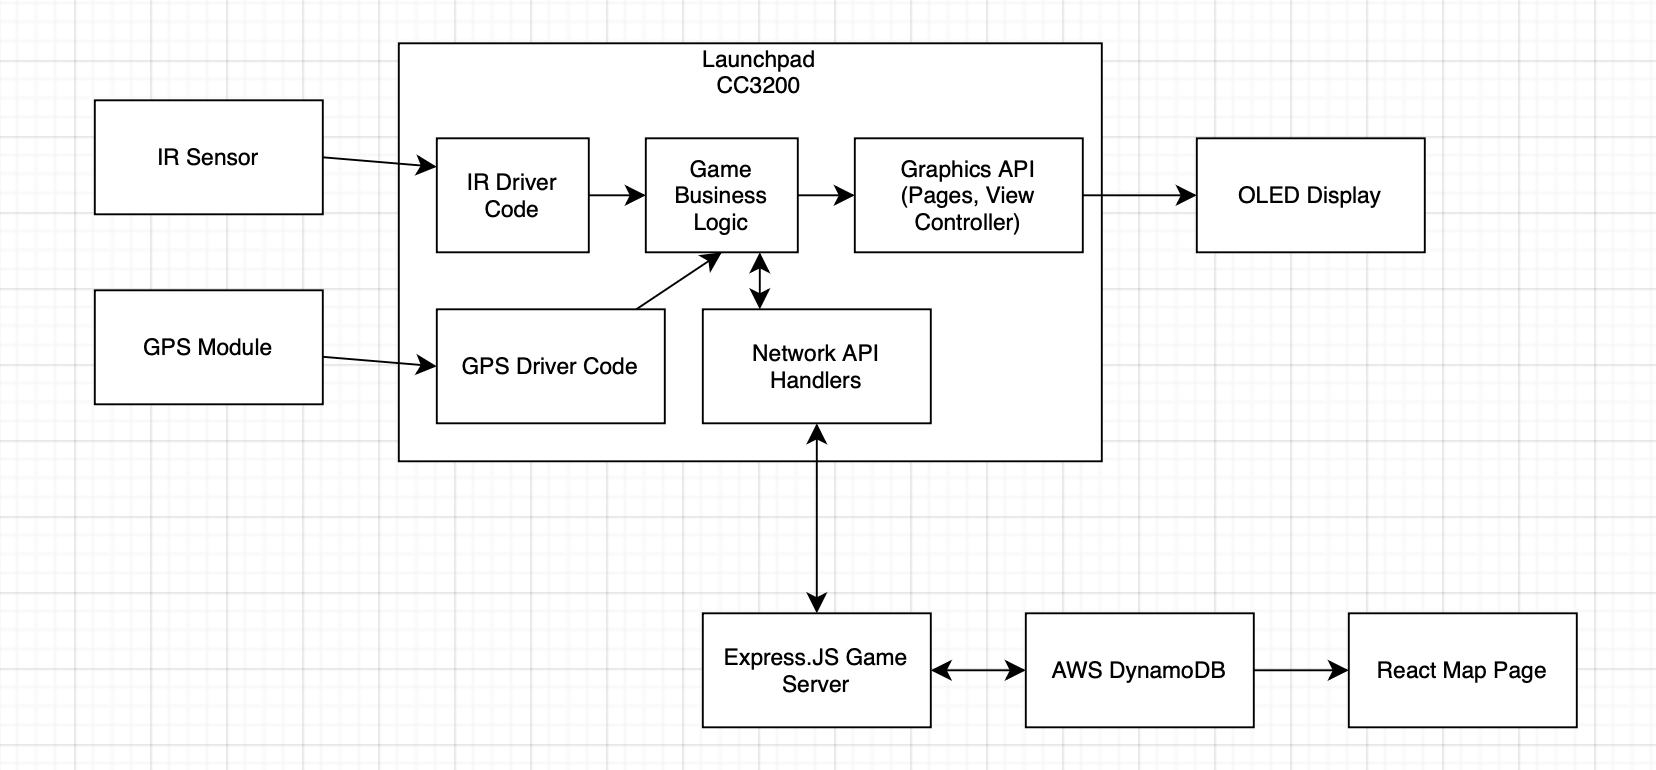 Launchpad
CC3200
IR Sensor
IR Driver
Code
Game
Business
Logic
Graphics API
(Pages, View
Controller)
OLED Display
GPS Module
GPS Driver Code
Network API
Handlers
Express.JS Game
Server
AWS DynamoDB
React Map Page